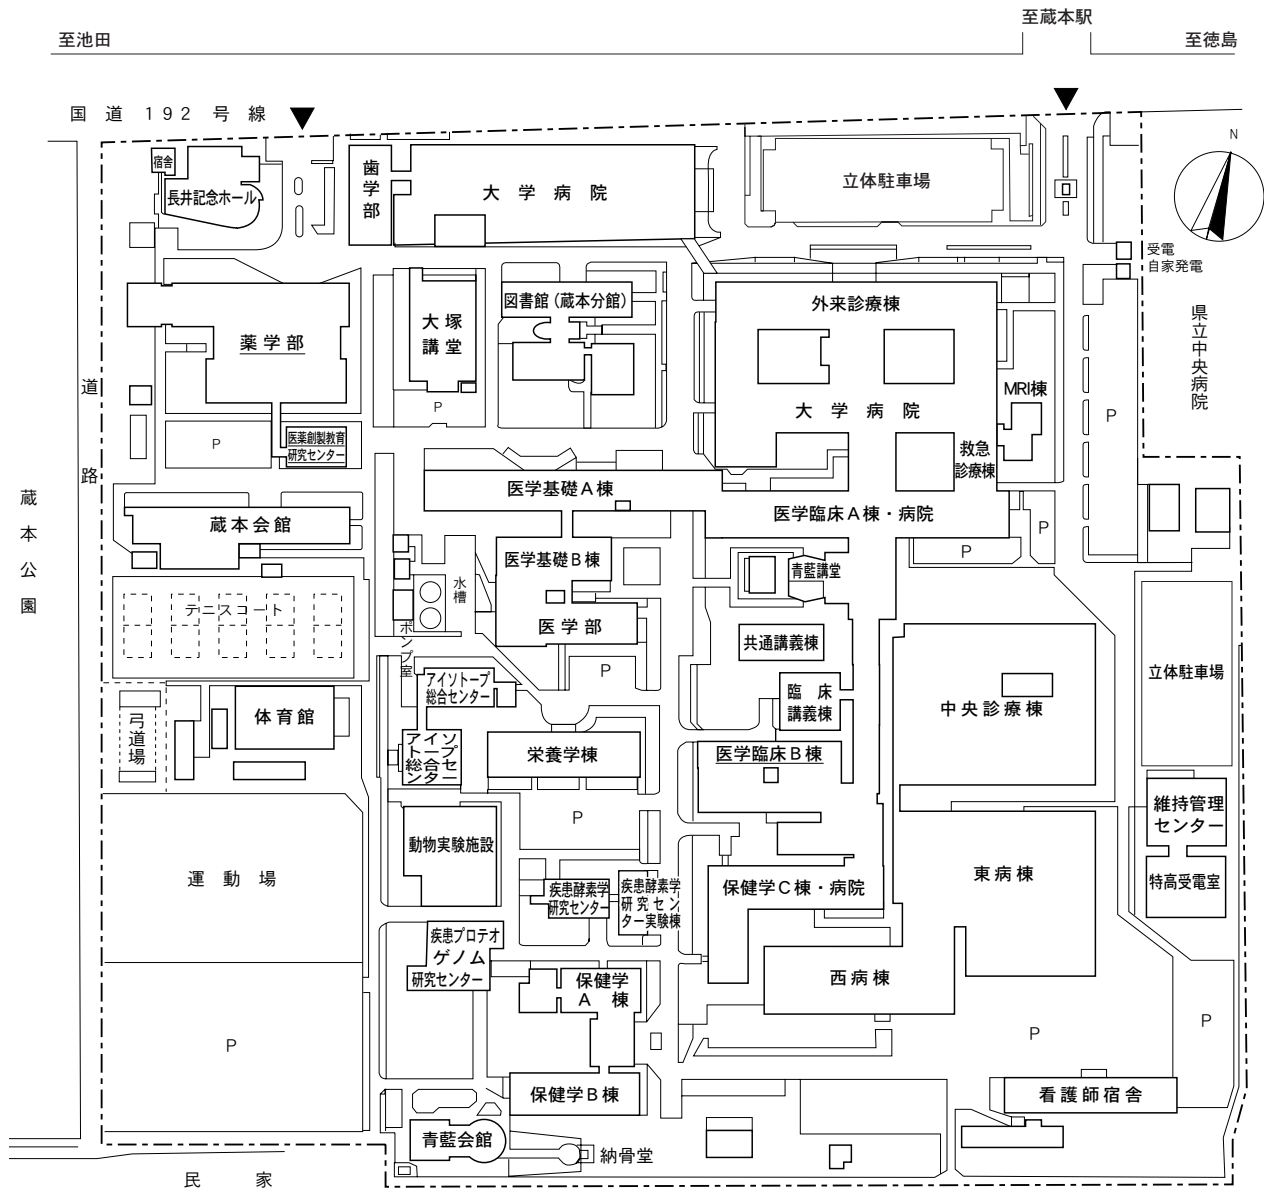 至蔵本駅
至池田
至徳島
国道192号線
N
宿舎
長井記念ホール
歯学部
大学病院
立体駐車場
受電
自家発電
県立中央病院
道路
薬学部
大塚
講堂
P
図書館(蔵本分館)
外来診療棟
大学病院
MRI棟
救急
診療棟
P
P
医薬創製教育
研究センター
蔵本公園
蔵本会館
医学基礎A棟
医学臨床A棟・病院
P
P
医学基礎B棟
青藍講堂
水槽
ポンプ室
テニスコート
医学部
P
共通講義棟
臨床
講義棟
アイソトープ
総合センター
弓道場
体育館
アイソ
トープ
総合セ
ンター
栄養学棟
医学臨床B棟
中央診療棟
立体駐車場
P
動物実験施設
維持管理
センター
運動場
疾患酵素学
研究センター
疾患酵素学
研究セン
ター実験棟
保健学C棟・病院
東病棟
特高受電室
疾患プロテオ
ゲノム
研究センター
保健学
A棟
西病棟
P
P
P
保健学B棟
看護師宿舎
青藍会館
納骨堂
民家